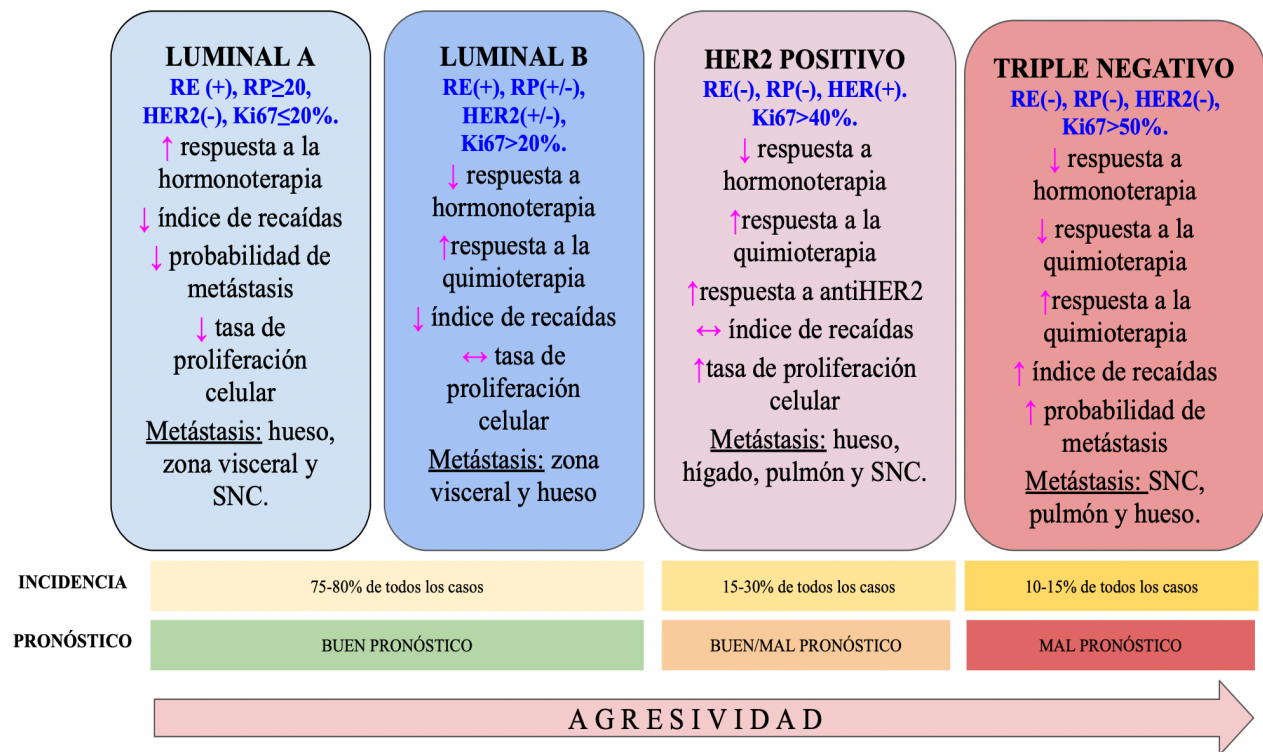 LUMINAL A
RE (+), RP≥20,
HER2(-), Ki67≤20%.
↑ respuesta a la
hormonoterapia
↓ índice de recaídas
↓ probabilidad de
metástasis
↓ tasa de
proliferación
celular
Metástasis: hueso,
zona visceral y
SNC.
LUMINAL B
RE(+), RP(+/-),
HER2(+/-),
Ki67>20%.
↓ respuesta a
hormonoterapia
↑respuesta a la
quimioterapia
↓ índice de recaídas
↔ tasa de
proliferación
celular
Metástasis: zona
visceral y hueso
HER2 POSITIVO
RE(-), RP(-), HER(+).
Ki67>40%.
↓ respuesta a
hormonoterapia
↑respuesta a la
quimioterapia
↑respuesta a antiHER2
↔ índice de recaídas
↑tasa de proliferación
celular
Metástasis: hueso,
hígado, pulmón y SNC.
TRIPLE NEGATIVO
RE(-), RP(-), HER2(-),
Ki67>50%.
↓ respuesta a
hormonoterapia
↓ respuesta a la
quimioterapia
↑respuesta a la
quimioterapia
↑ índice de recaídas
↑ probabilidad de
metástasis
Metástasis: SNC,
pulmón y hueso.
INCIDENCIA
75-80% de todos los casos
15-30% de todos los casos
10-15% de todos los casos
PRONÓSTICO
BUEN PRONÓSTICO
BUEN/MAL PRONÓSTICO
MAL PRONÓSTICO
AGRESIVIDAD